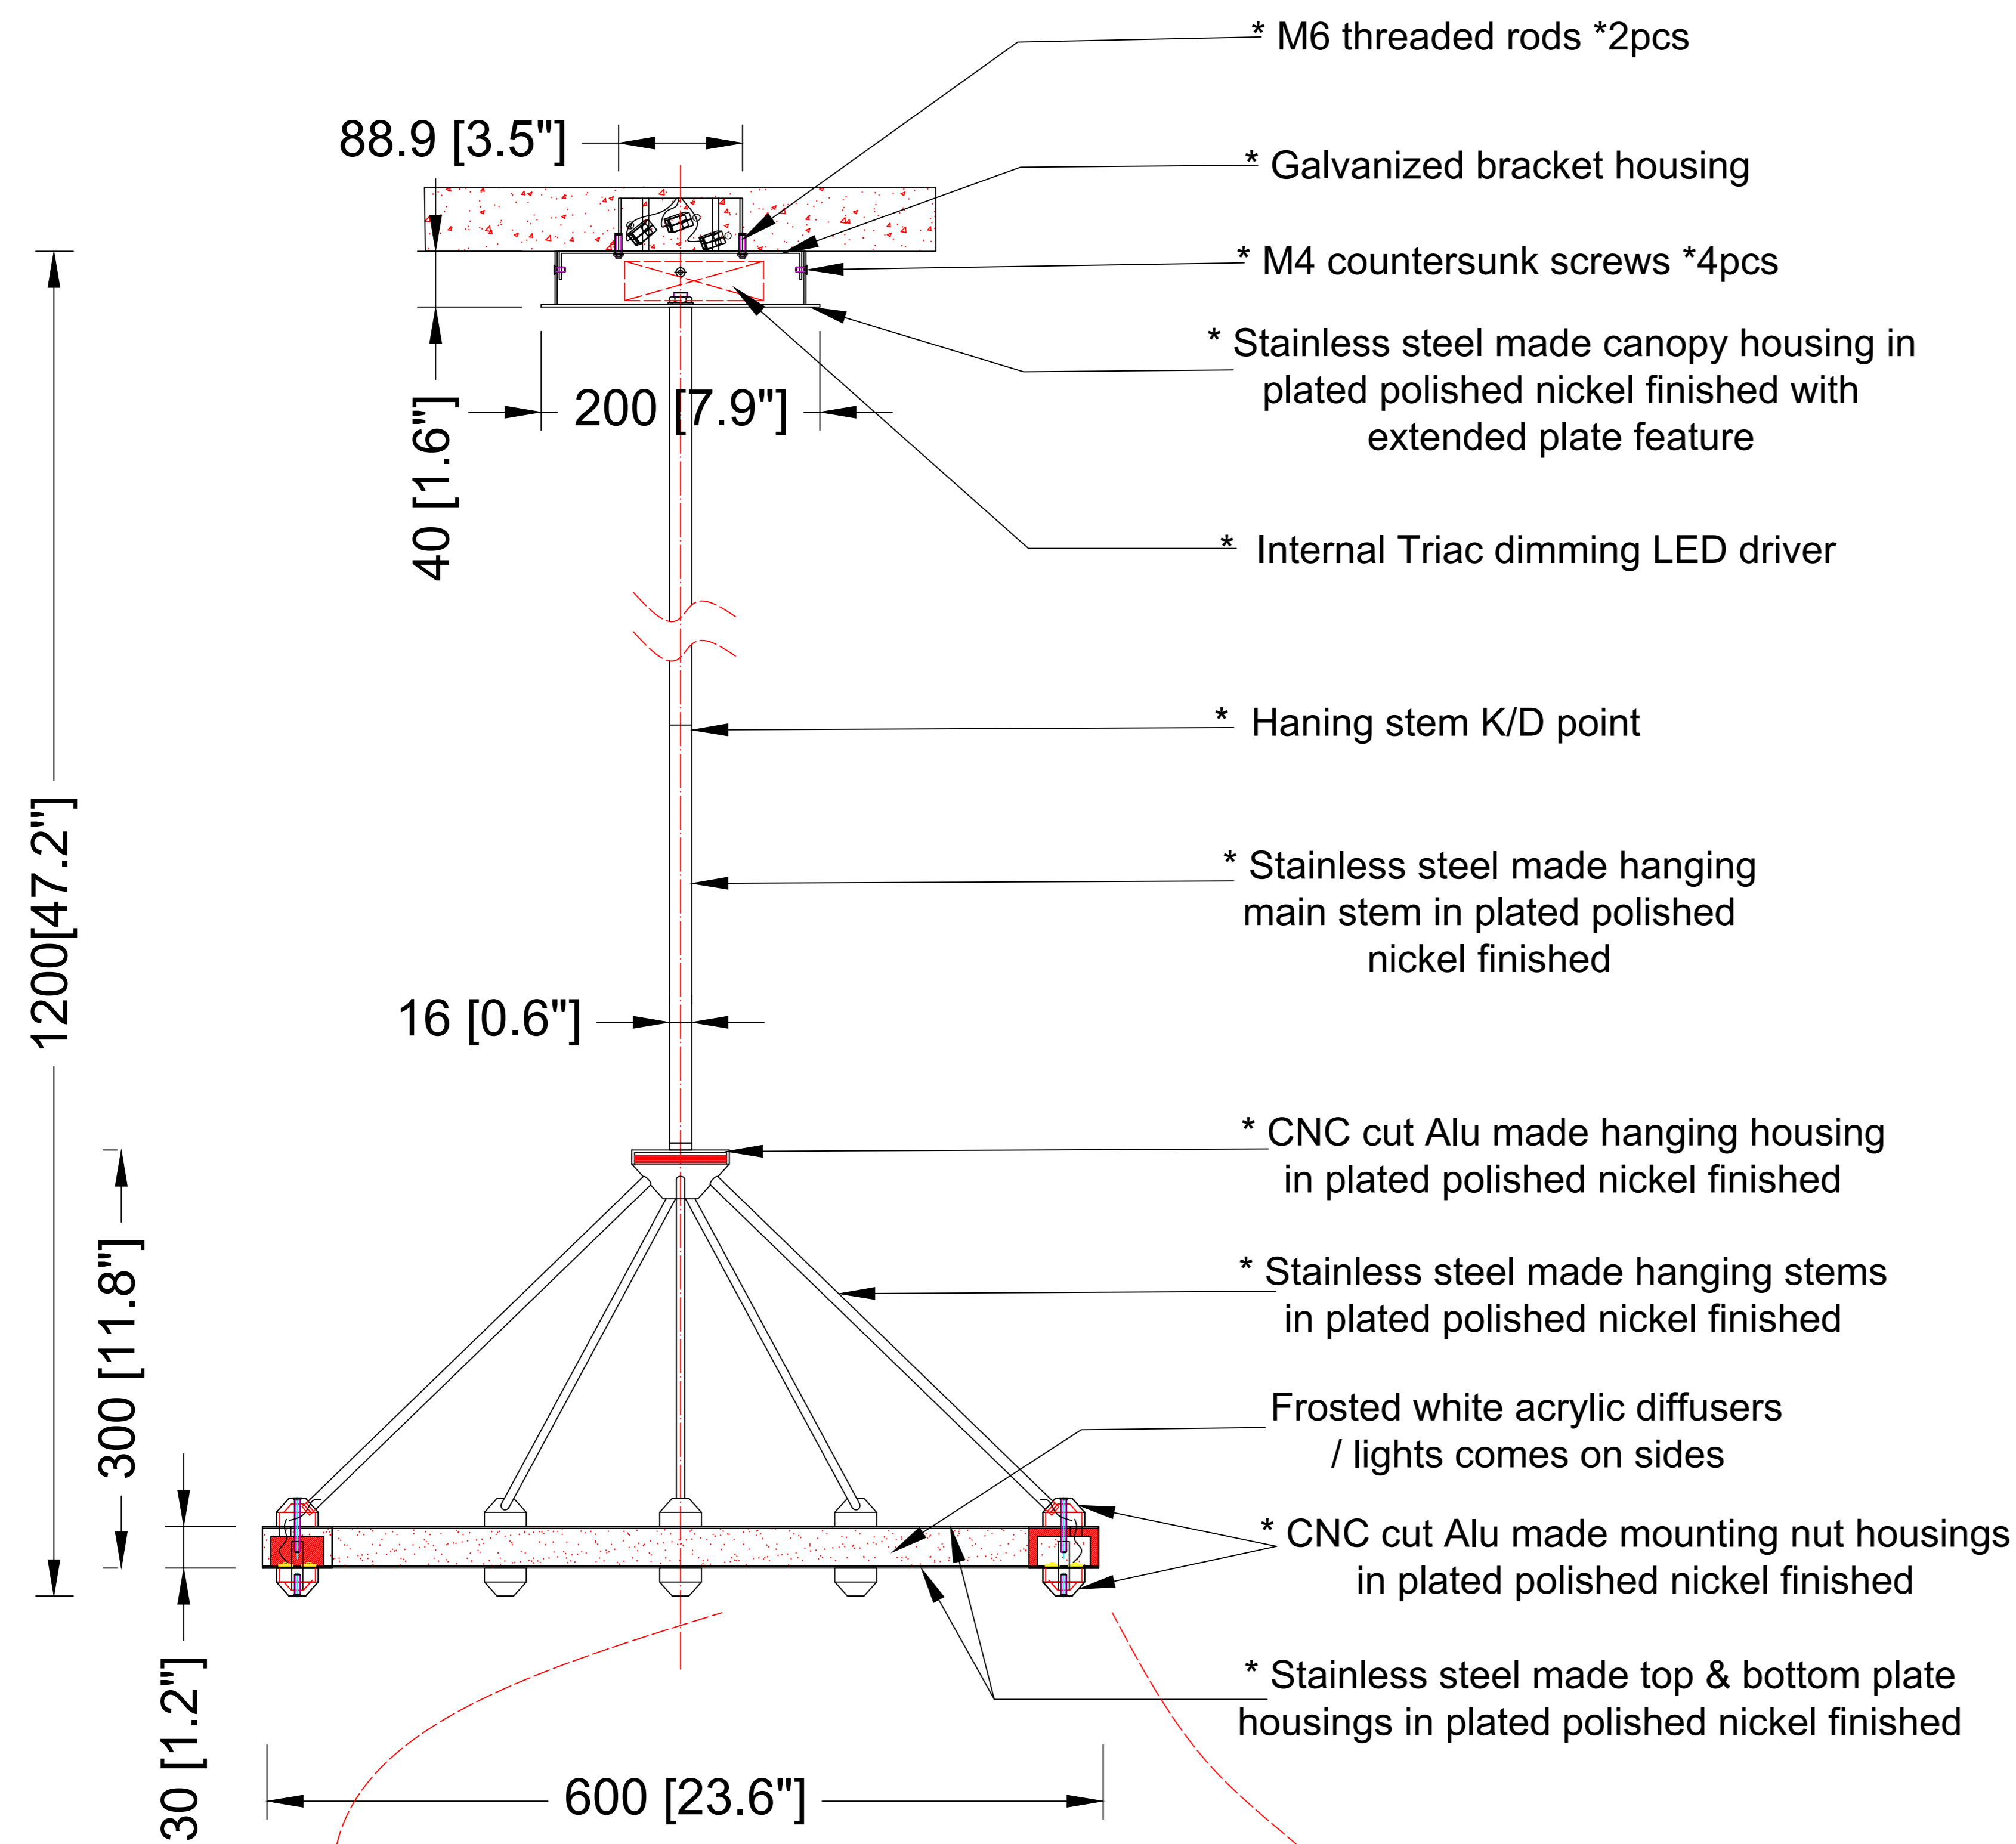 * M6 threaded rods *2pcs
88.9 [3.5"]
* Galvanized bracket housing
* M4 countersunk screws *4pcs
* Stainless steel made canopy housing in
plated polished nickel finished with
extended plate feature
200 [7.9"]
40 [1.6"]
* Internal Triac dimming LED driver
* Haning stem K/D point
1200[47.2"]
* Stainless steel made hanging
main stem in plated polished
nickel finished
16 [0.6"]
* CNC cut Alu made hanging housing
in plated polished nickel finished
300 [11.8"]
* Stainless steel made hanging stems
in plated polished nickel finished
Frosted white acrylic diffusers
/ lights comes on sides
* CNC cut Alu made mounting nut housings
in plated polished nickel finished
* Stainless steel made top & bottom plate
housings in plated polished nickel finished
30 [1.2"]
600 [23.6"]